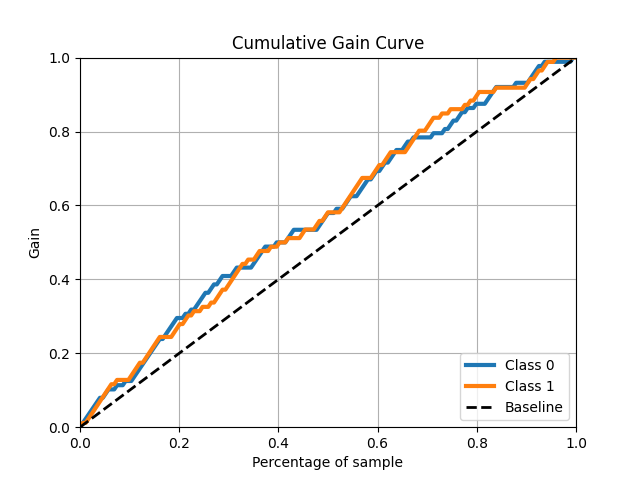 Cumulative Gain Curve
1.0
0.8
0.6
0.4
0.2
0.0
Gain
0.0 0.2 0.4 0.6 0.8 1.0
Percentage of sample
Class 0
Class 1
Baseline